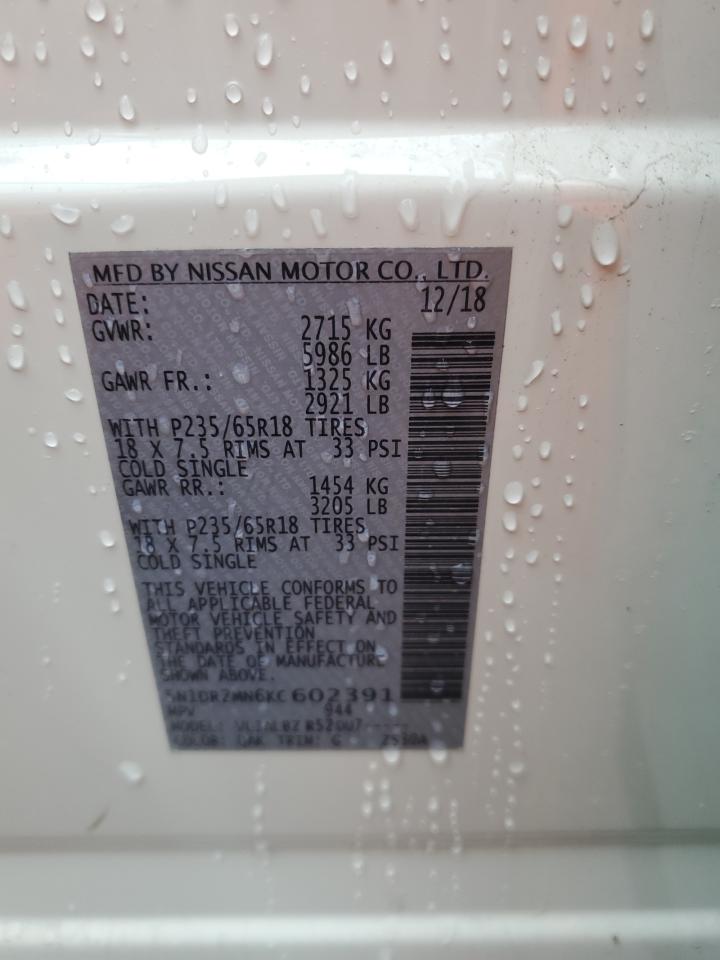 MFD BY NISSAN MOTOR CO., LTD.
DATE: 12/18
GVWR: 2715 KG
5986 LB
GAWR FR.: 1325 KG
2921 LB
WITH P235/65R18 TIRES
18 X 7.5 RIMS AT 33 PSI
COLD SINGLE
GAWR RR.: 1454 KG
3205 LB
WITH P235/65R18 TIRES
18 X 7.5 RIMS AT 33 PSI
COLD SINGLE
THIS VEHICLE CONFORMS TO
ALL APPLICABLE FEDERAL
MOTOR VEHICLE SAFETY AND
THEFT PREVENTION
STANDARDS IN EFFECT ON
THE DATE OF MANUFACTURE
SHOWN ABOVE.
5N1DR2MN6KC602391
MPV 944
MODEL:
COLOR: TRIM: G